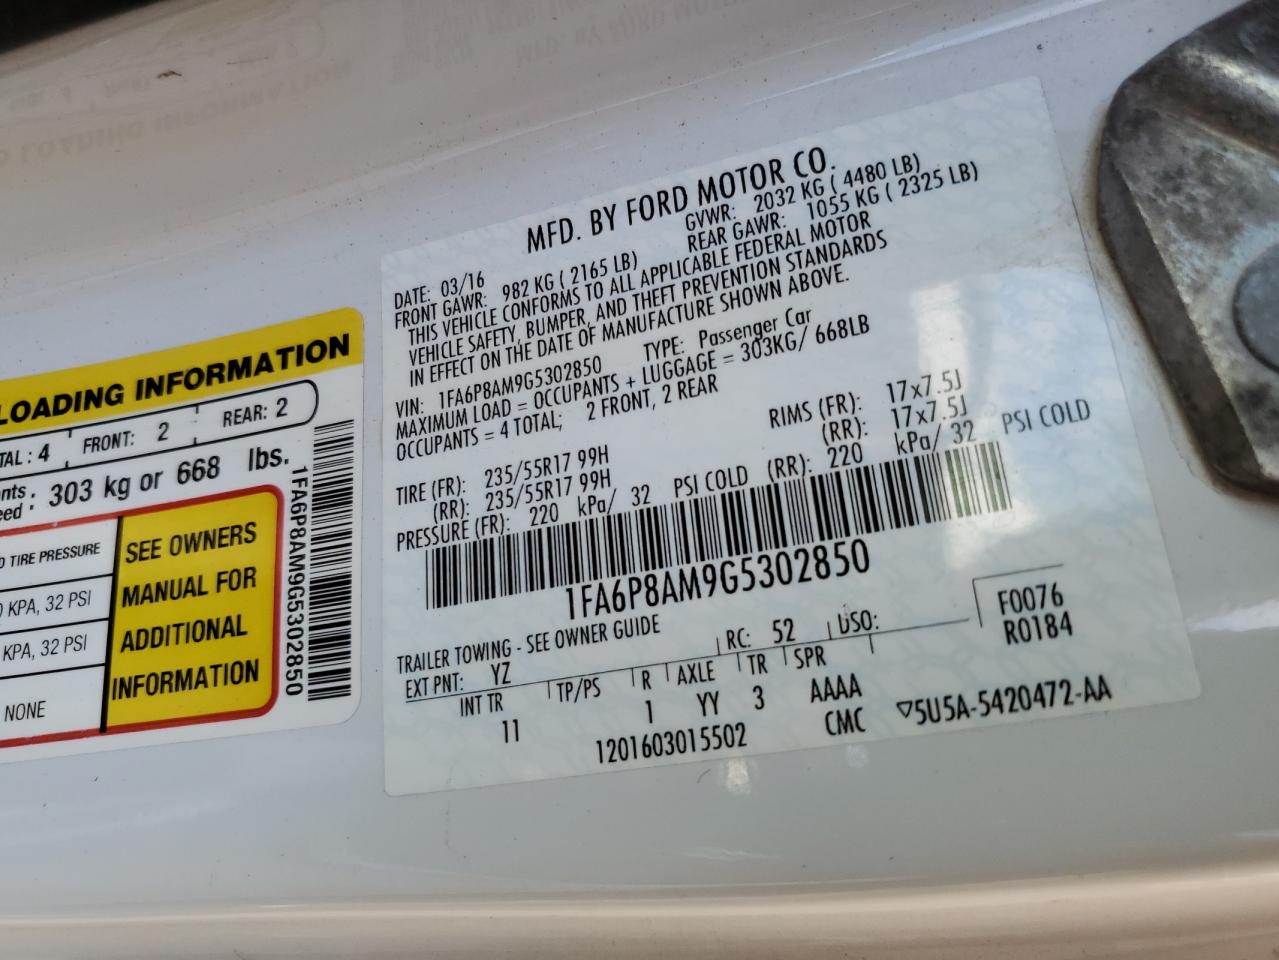 LOADING INFORMATION
TAL : 4 FRONT: 2 REAR: 2
nts. : 303 kg or 668 lbs.
eed
D TIRE PRESSURE
KPA, 32 PSI
KPA, 32 PSI
NONE
SEE OWNERS
MANUAL FOR
ADDITIONAL
INFORMATION
1FA6P8AM9G5302850
MFD. BY FORD MOTOR CO.
DATE: 03/16 GVWR: 2032 KG ( 4480 LB)
FRONT GAWR: 982 KG ( 2165 LB) REAR GAWR: 1055 KG ( 2325 LB)
THIS VEHICLE CONFORMS TO ALL APPLICABLE FEDERAL MOTOR
VEHICLE SAFETY, BUMPER, AND THEFT PREVENTION STANDARDS
IN EFFECT ON THE DATE OF MANUFACTURE SHOWN ABOVE.
VIN: 1FA6P8AM9G5302850 TYPE: Passenger Car
MAXIMUM LOAD = OCCUPANTS + LUGGAGE = 303KG/ 668LB
OCCUPANTS = 4 TOTAL; 2 FRONT, 2 REAR
TIRE (FR): 235/55R17 99H RIMS (FR): 17x7.5J
(RR): 235/55R17 99H (RR): 17x7.5J
PRESSURE (FR): 220 kPa/ 32 PSI COLD (RR): 220 kPa/ 32 PSI COLD
1FA6P8AM9G5302850
TRAILER TOWING - SEE OWNER GUIDE
EXT PNT: YZ RC: 52 DSO: F0076
R0184
INT TR TP/PS R AXLE TR SPR
11 1 YY 3 AAAA
1201603015502 CMC 5U5A-5420472-AA